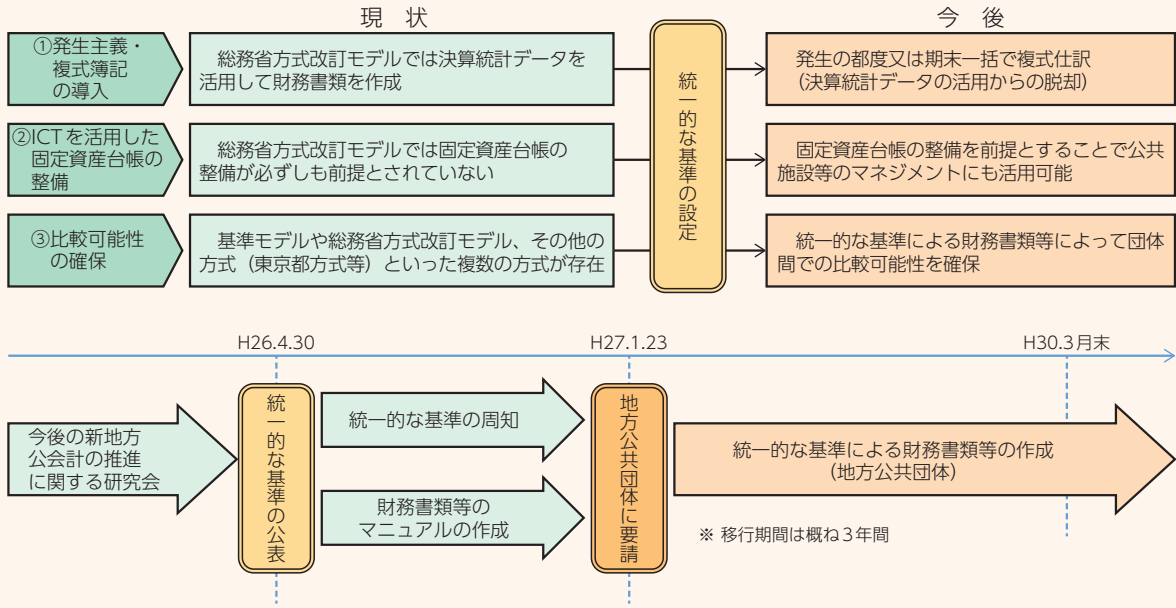 現 状
今 後
①発生主義・
複式簿記
の導入
総務省方式改訂モデルでは決算統計データを
活用して財務書類を作成
発生の都度又は期末一括で複式仕訳
(決算統計データの活用からの脱却)
②ICTを活用した
固定資産台帳の
整備
総務省方式改訂モデルでは固定資産台帳の
整備が必ずしも前提とされていない
固定資産台帳の整備を前提とすることで公共
施設等のマネジメントにも活用可能
③比較可能性
の確保
基準モデルや総務省方式改訂モデル、その他の
方式（東京都方式等）といった複数の方式が存在
統一的な基準による財務書類等によって団体
間での比較可能性を確保
統一的な基準の設定
H26.4.30
H27.1.23
H30.3月末
今後の新地方
公会計の推進
に関する研究会
統一的な基準の公表
統一的な基準の周知
財務書類等の
マニュアルの作成
地方公共団体に要請
統一的な基準による財務書類等の作成
(地方公共団体)
※ 移行期間は概ね3年間